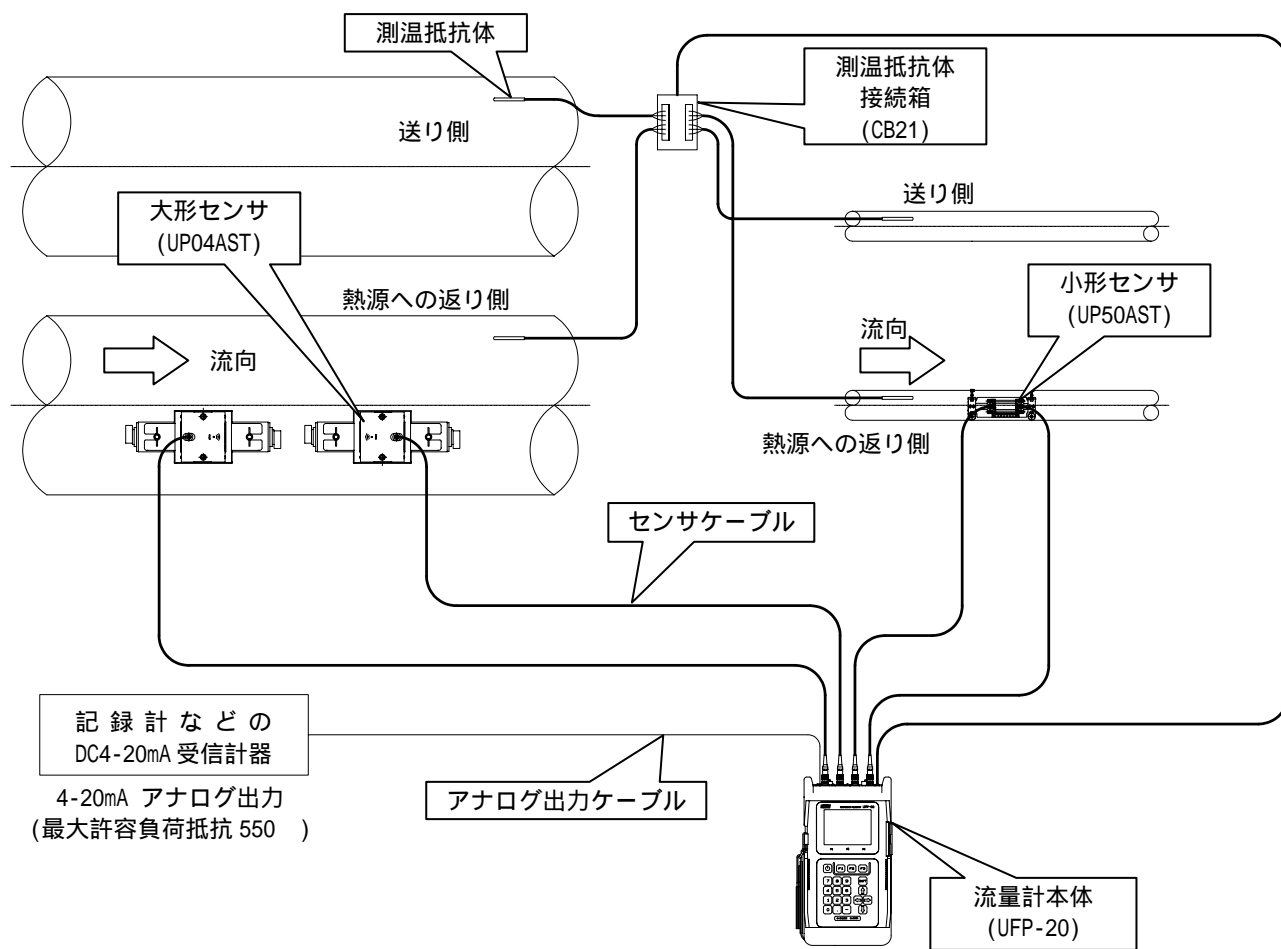 測温抵抗体
測温抵抗体
接続箱
(CB21)
送り側
大形センサ
(UP04AST)
送り側
熱源への返り側
小形センサ
(UP50AST)
流向
流向
熱源への返り側
センサケーブル
記録計などの
DC4-20mA 受信計器
4-20mA アナログ出力
(最大許容負荷抵抗 550 )
アナログ出力ケーブル
流量計本体
(UFP-20)